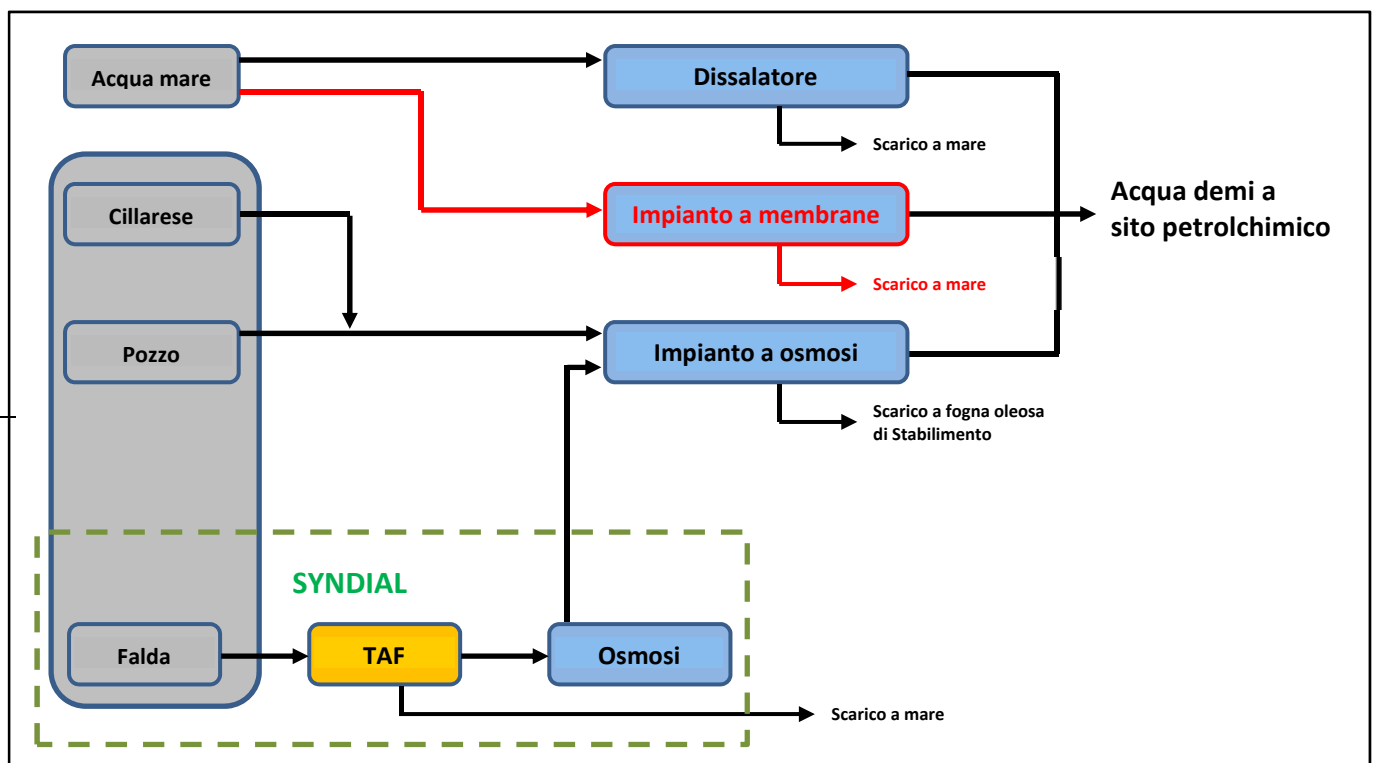 Acqua mare
Dissalatore
Scarico a mare
Cillarese
Impianto a membrane
Acqua demi a
sito petrolchimico
Scarico a mare
Pozzo
Impianto a osmosi
Scarico a fogna oleosa
di Stabilimento
SYNDIAL
Falda
TAF
Osmosi
Scarico a mare